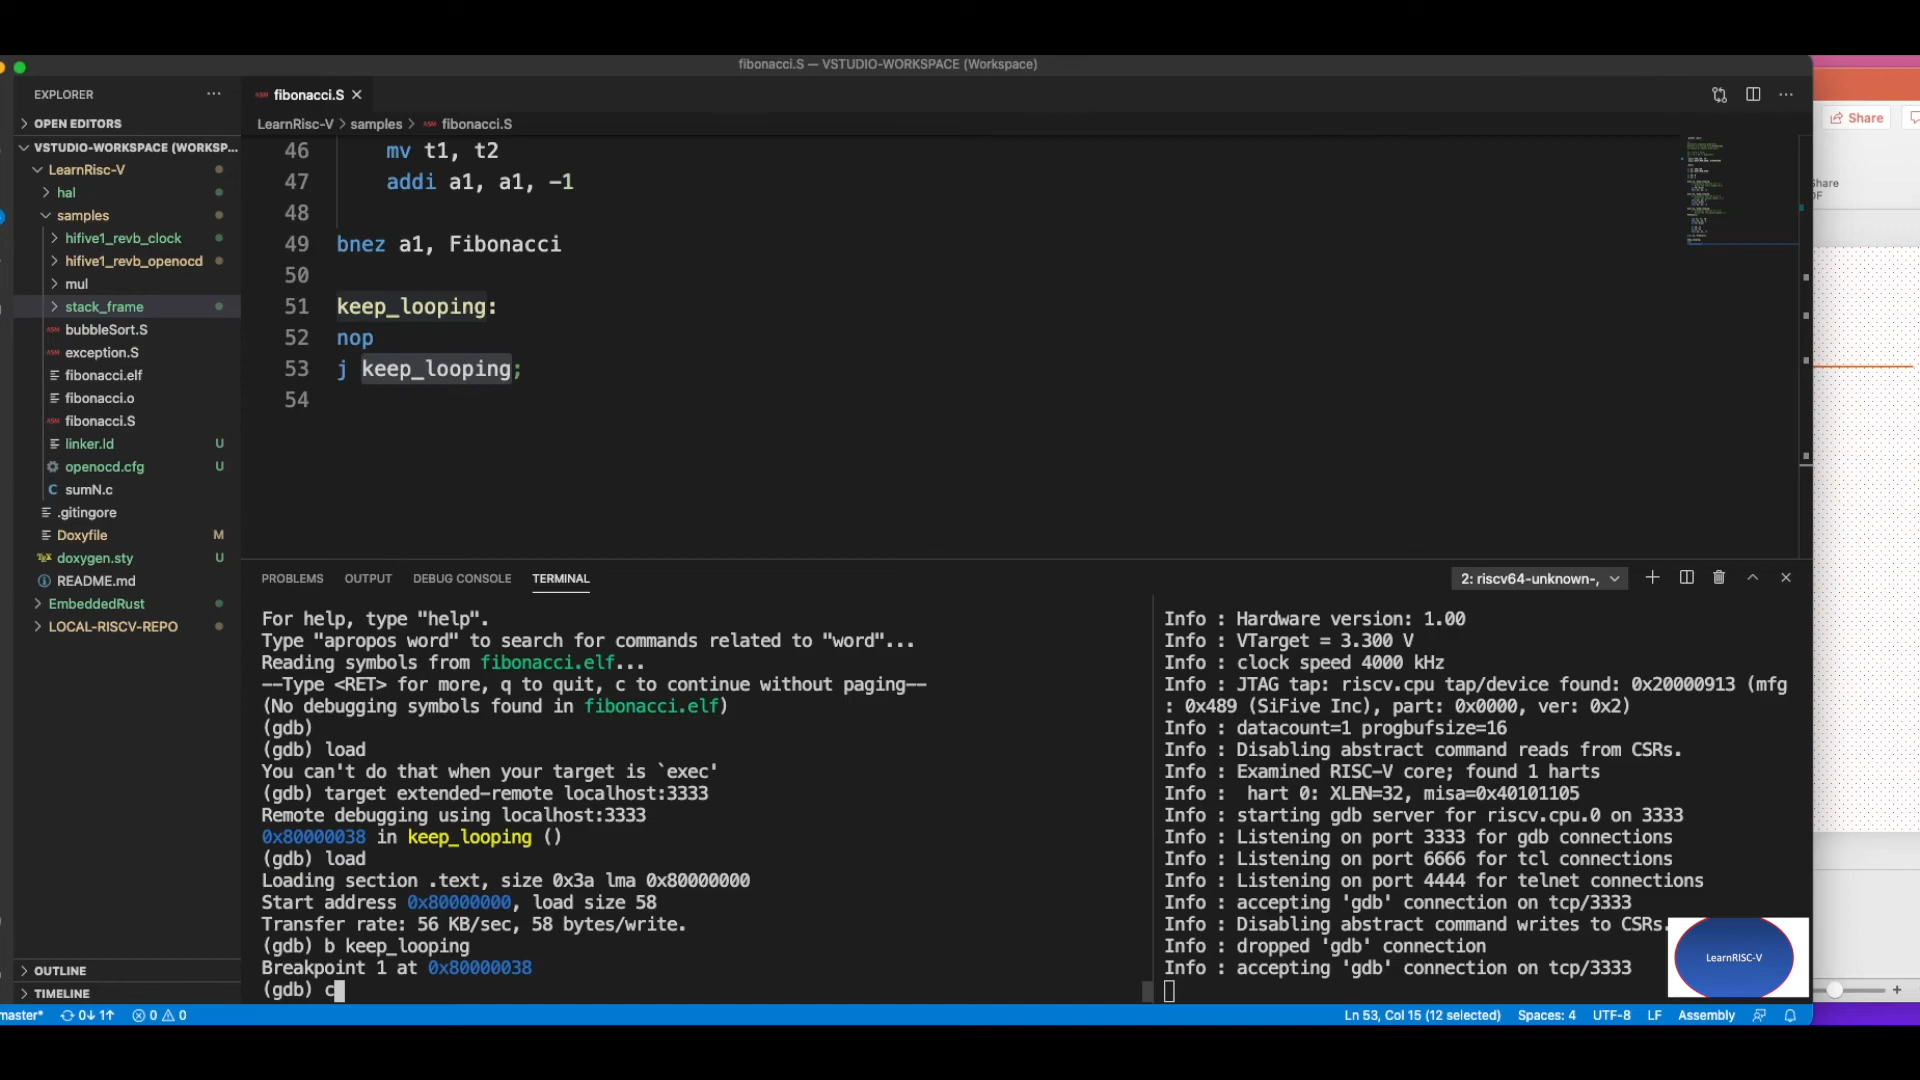 fibonacci.S — VSTUDIO-WORKSPACE (Workspace)
EXPLORER
OPEN EDITORS
VSTUDIO-WORKSPACE (WORKSP...
LearnRisc-V
hal
samples
hifive1_revb_clock
hifive1_revb_openocd
mul
stack_frame
bubbleSort.S
exception.S
fibonacci.elf
fibonacci.o
fibonacci.S
linker.ld U
openocd.cfg U
C sumN.c
.gitingore
Doxyfile M
doxygen.sty U
README.md
EmbeddedRust
LOCAL-RISCV-REPO
OUTLINE
TIMELINE
fibonacci.S
LearnRisc-V > samples > fibonacci.S
46 mv t1, t2
47 addi a1, a1, -1
48
49 bnez a1, Fibonacci
50
51 keep_looping:
52 nop
53 j keep_looping;
54
PROBLEMS OUTPUT DEBUG CONSOLE TERMINAL
2: riscv64-unknown-,
For help, type "help".
Type "apropos word" to search for commands related to "word"...
Reading symbols from fibonacci.elf...
--Type <RET> for more, q to quit, c to continue without paging--
(No debugging symbols found in fibonacci.elf)
(gdb)
(gdb) load
You can't do that when your target is `exec'
(gdb) target extended-remote localhost:3333
Remote debugging using localhost:3333
0x80000038 in keep_looping ()
(gdb) load
Loading section .text, size 0x3a lma 0x80000000
Start address 0x80000000, load size 58
Transfer rate: 56 KB/sec, 58 bytes/write.
(gdb) b keep_looping
Breakpoint 1 at 0x80000038
(gdb) c
Info : Hardware version: 1.00
Info : VTarget = 3.300 V
Info : clock speed 4000 kHz
Info : JTAG tap: riscv.cpu tap/device found: 0x20000913 (mfg
: 0x489 (SiFive Inc), part: 0x0000, ver: 0x2)
Info : datacount=1 progbufsize=16
Info : Disabling abstract command reads from CSRs.
Info : Examined RISC-V core; found 1 harts
Info :  hart 0: XLEN=32, misa=0x40101105
Info : starting gdb server for riscv.cpu.0 on 3333
Info : Listening on port 3333 for gdb connections
Info : Listening on port 6666 for tcl connections
Info : Listening on port 4444 for telnet connections
Info : accepting 'gdb' connection on tcp/3333
Info : Disabling abstract command writes to CSRs.
Info : dropped 'gdb' connection
Info : accepting 'gdb' connection on tcp/3333
LearnRISC-V
master* 0↓ 1↑ 0 0
Ln 53, Col 15 (12 selected) Spaces: 4 UTF-8 LF Assembly
Share